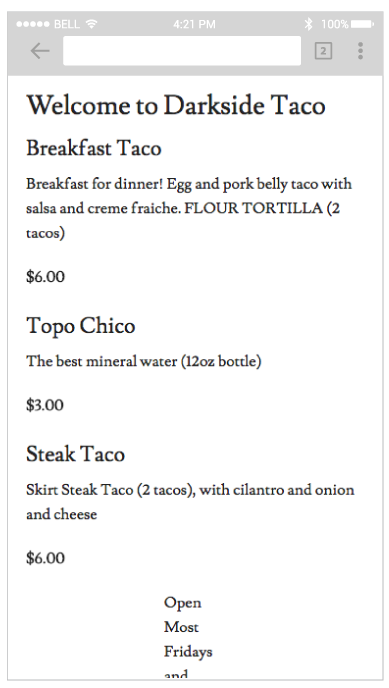 BELL 4:21 PM 100%
2
Welcome to Darkside Taco
Breakfast Taco
Breakfast for dinner! Egg and pork belly taco with
salsa and creme fraiche. FLOUR TORTILLA (2
tacos)
$6.00
Topo Chico
The best mineral water (12oz bottle)
$3.00
Steak Taco
Skirt Steak Taco (2 tacos), with cilantro and onion
and cheese
$6.00
Open
Most
Fridays
and